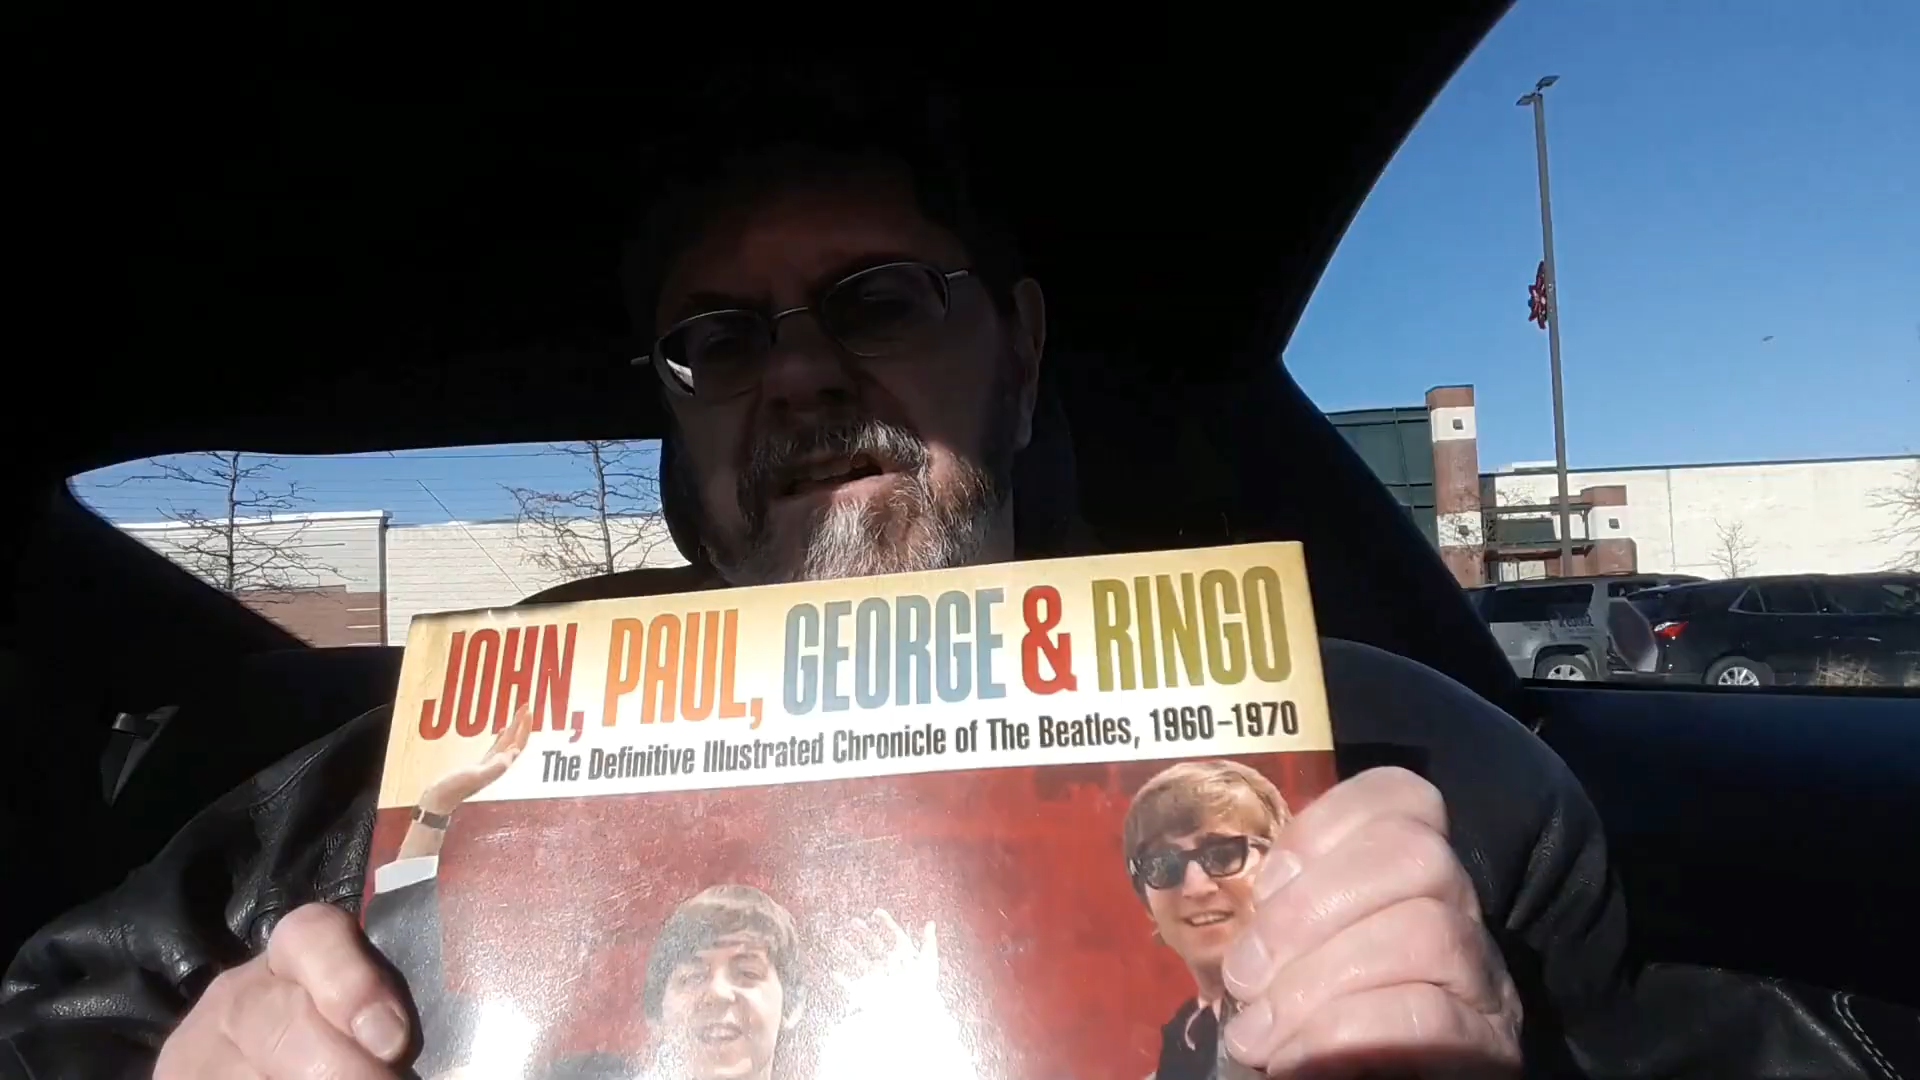 JOHN, PAUL, GEORGE & RINGO
The Definitive Illustrated Chronicle of The Beatles, 1960–1970